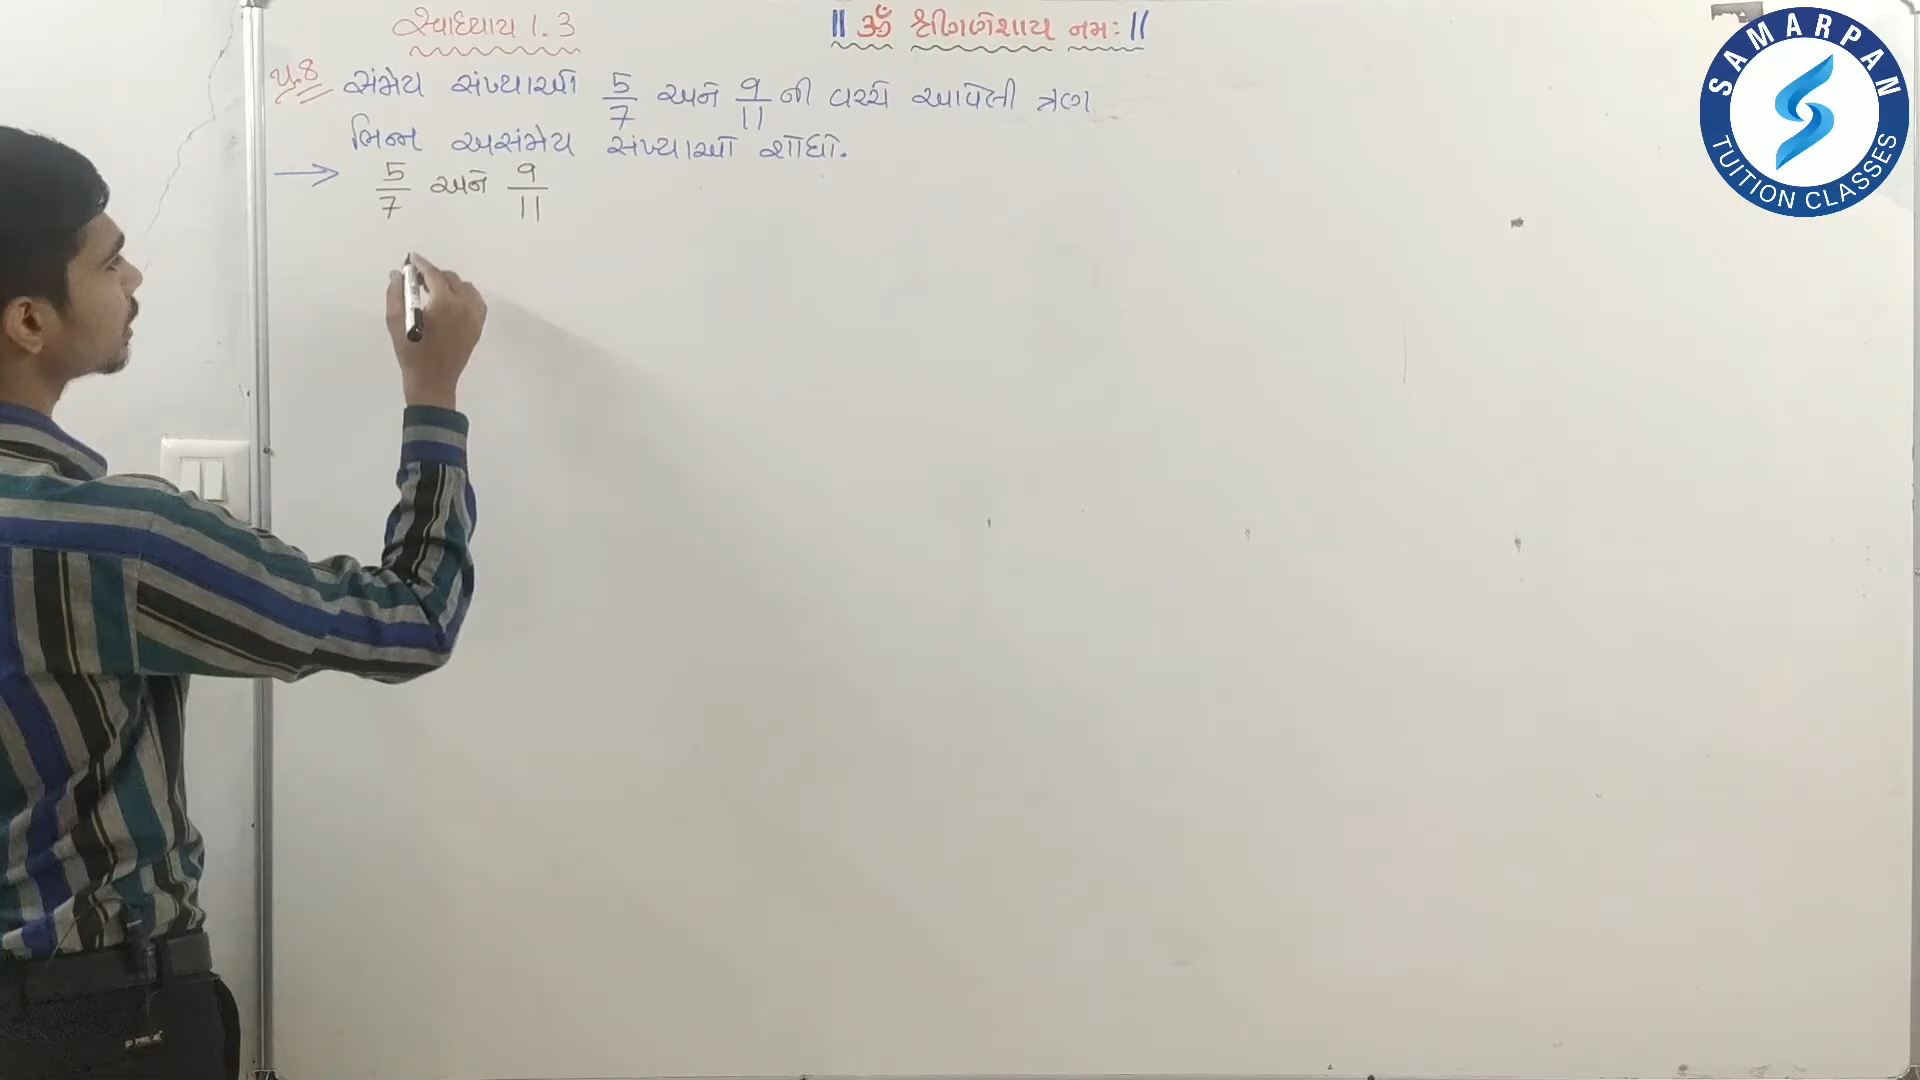 સ્વાધ્યાય 1.3
|| ૐ શ્રી ગણેશાય નમઃ ||
પ્ર.8 સંમેય સંખ્યાઓ 5/7 અને 9/11 ની વચ્ચે આવેલી ત્રણ
ભિન્ન અસંમેય સંખ્યાઓ શોધો.
→ 5/7 અને 9/11
SAMARPAN
TUITION CLASSES